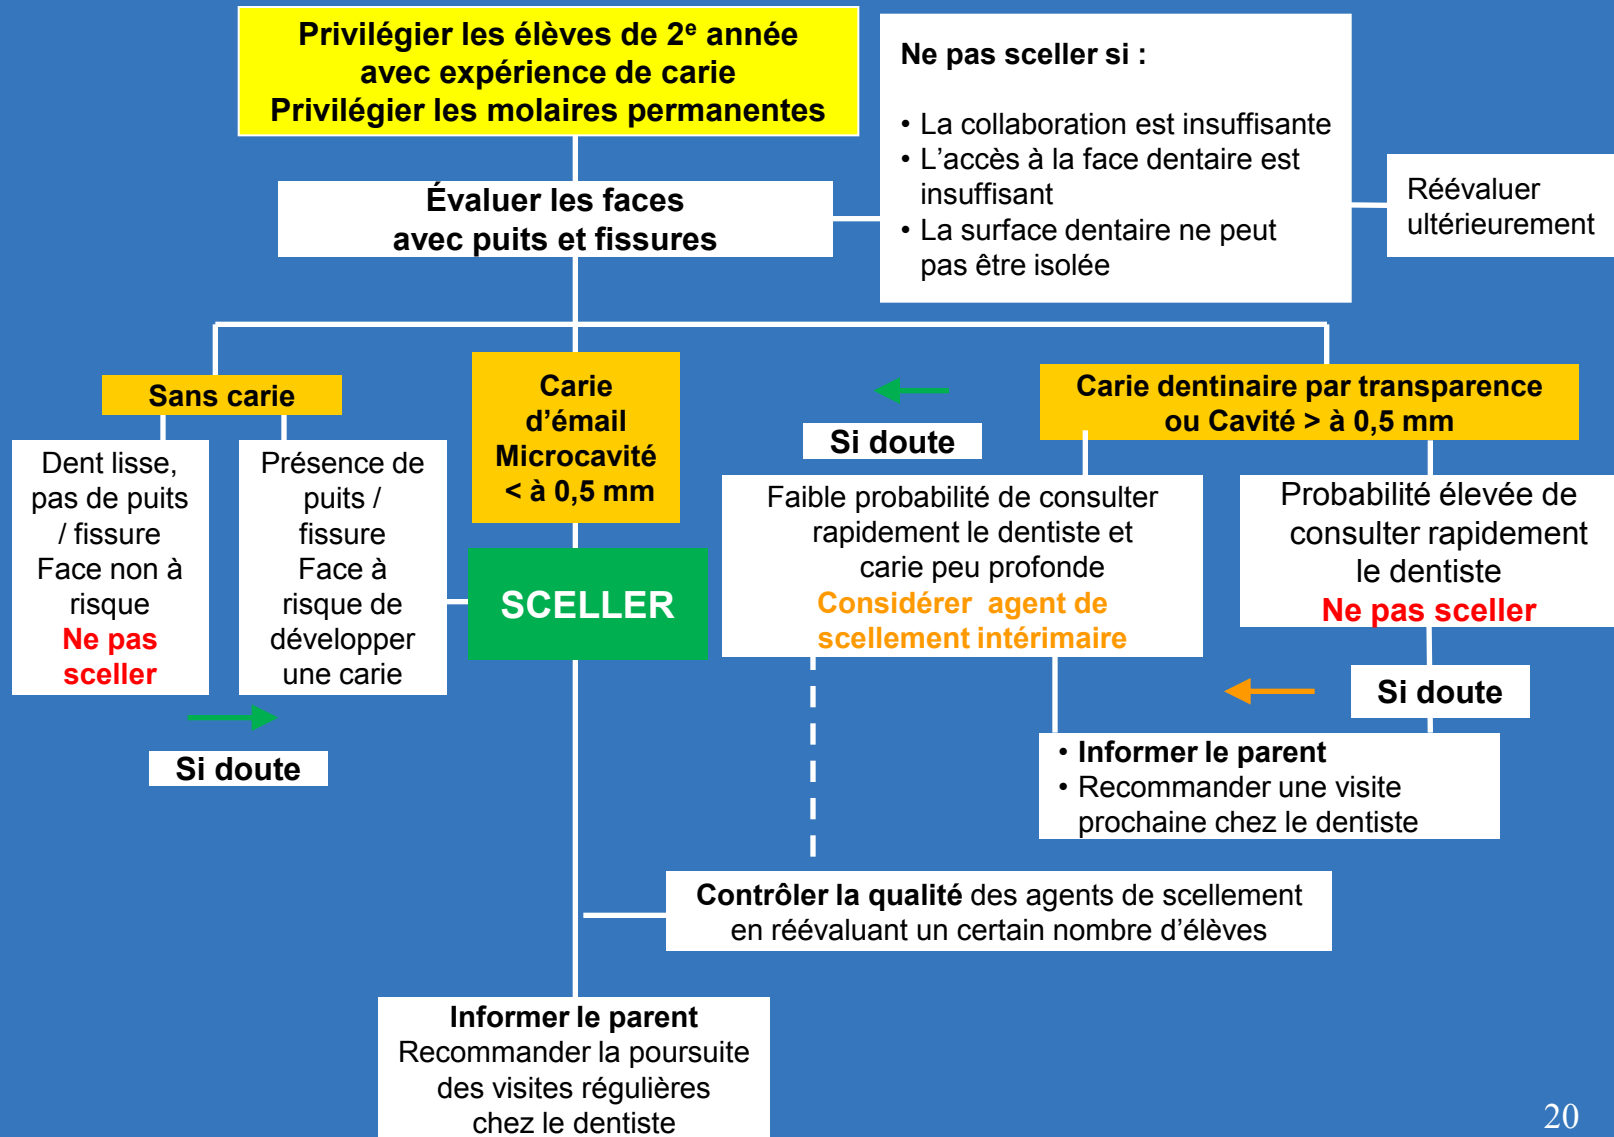 Privilégier les élèves de 2e année
avec expérience de carie
Privilégier les molaires permanentes
Ne pas sceller si :
• La collaboration est insuffisante
• L’accès à la face dentaire est
insuffisant
• La surface dentaire ne peut
pas être isolée
Réévaluer
ultérieurement
Évaluer les faces
avec puits et fissures
Sans carie
Dent lisse,
pas de puits
/ fissure
Face non à
risque
Ne pas
sceller
Présence de
puits /
fissure
Face à
risque de
développer
une carie
Si doute
Carie
d’émail
Microcavité
< à 0,5 mm
SCELLER
Carie dentinaire par transparence
ou Cavité > à 0,5 mm
Si doute
Faible probabilité de consulter
rapidement le dentiste et
carie peu profonde
Considérer agent de
scellement intérimaire
Probabilité élevée de
consulter rapidement
le dentiste
Ne pas sceller
Si doute
• Informer le parent
• Recommander une visite
prochaine chez le dentiste
Contrôler la qualité des agents de scellement
en réévaluant un certain nombre d’élèves
Informer le parent
Recommander la poursuite
des visites régulières
chez le dentiste
20